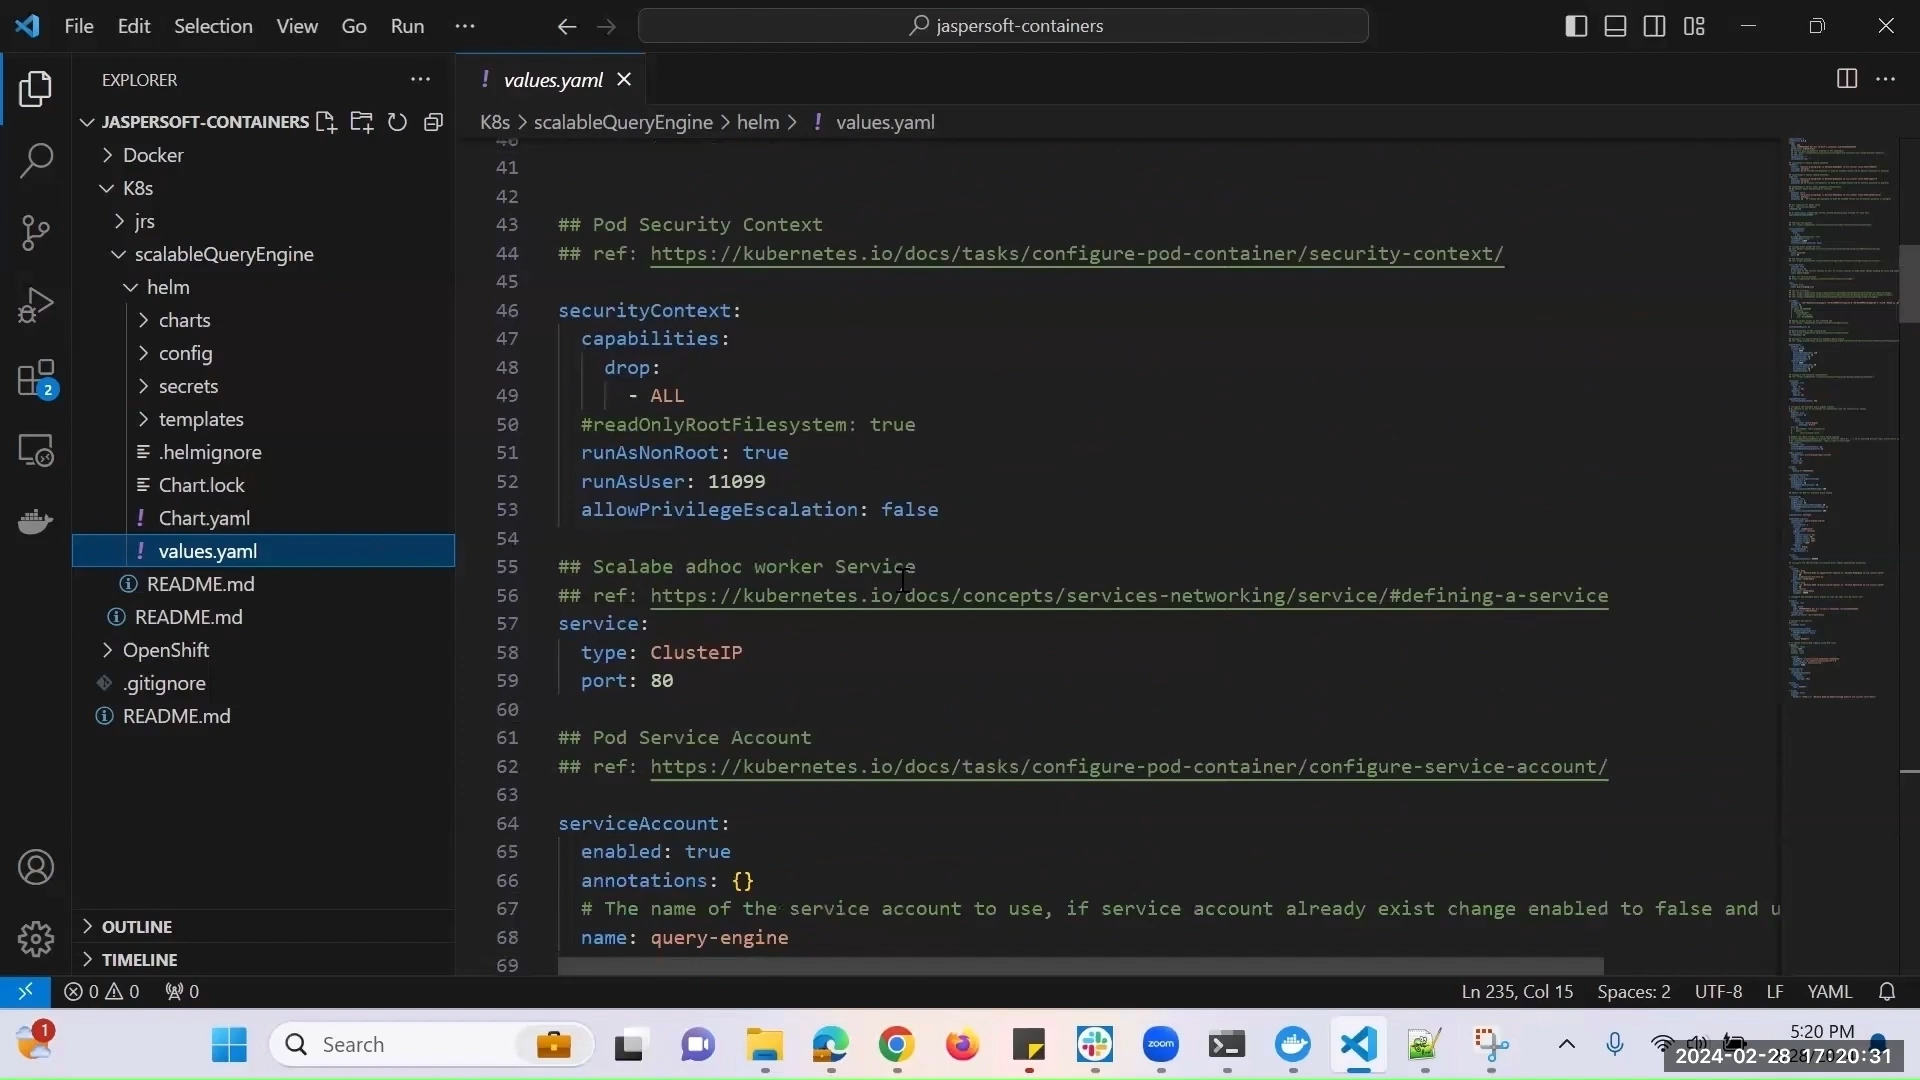 File Edit Selection View Go Run ··· jaspersoft-containers
EXPLORER ···
JASPERSOFT-CONTAINERS
Docker
K8s
jrs
scalableQueryEngine
helm
charts
config
secrets
templates
.helmignore
Chart.lock
! Chart.yaml
! values.yaml
README.md
README.md
OpenShift
.gitignore
README.md
OUTLINE
TIMELINE
2
! values.yaml
K8s > scalableQueryEngine > helm > ! values.yaml
40
41
42
43 ## Pod Security Context
44 ## ref: https://kubernetes.io/docs/tasks/configure-pod-container/security-context/
45
46 securityContext:
47 capabilities:
48 drop:
49 - ALL
50 #readOnlyRootFilesystem: true
51 runAsNonRoot: true
52 runAsUser: 11099
53 allowPrivilegeEscalation: false
54
55 ## Scalabe adhoc worker Service
56 ## ref: https://kubernetes.io/docs/concepts/services-networking/service/#defining-a-service
57 service:
58 type: ClusteIP
59 port: 80
60
61 ## Pod Service Account
62 ## ref: https://kubernetes.io/docs/tasks/configure-pod-container/configure-service-account/
63
64 serviceAccount:
65 enabled: true
66 annotations: {}
67 # The name of the service account to use, if service account already exist change enabled to false and u
68 name: query-engine
69
0 0 0 Ln 235, Col 15 Spaces: 2 UTF-8 LF YAML
1 Search zoom 5:20 PM
2024-02-28 17:20:31